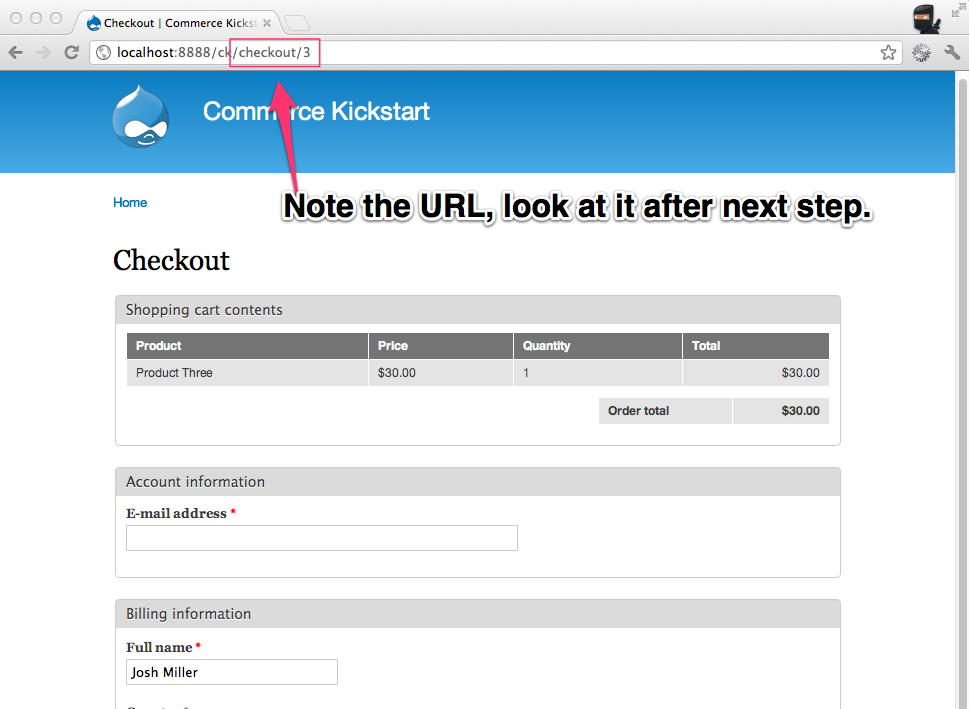 Checkout | Commerce Kickst
localhost:8888/ck/checkout/3
Commerce Kickstart
Home
Note the URL, look at it after next step.
Checkout
Shopping cart contents
Product Price Quantity Total
Product Three $30.00 1 $30.00
Order total $30.00
Account information
E-mail address *
Billing information
Full name *
Josh Miller